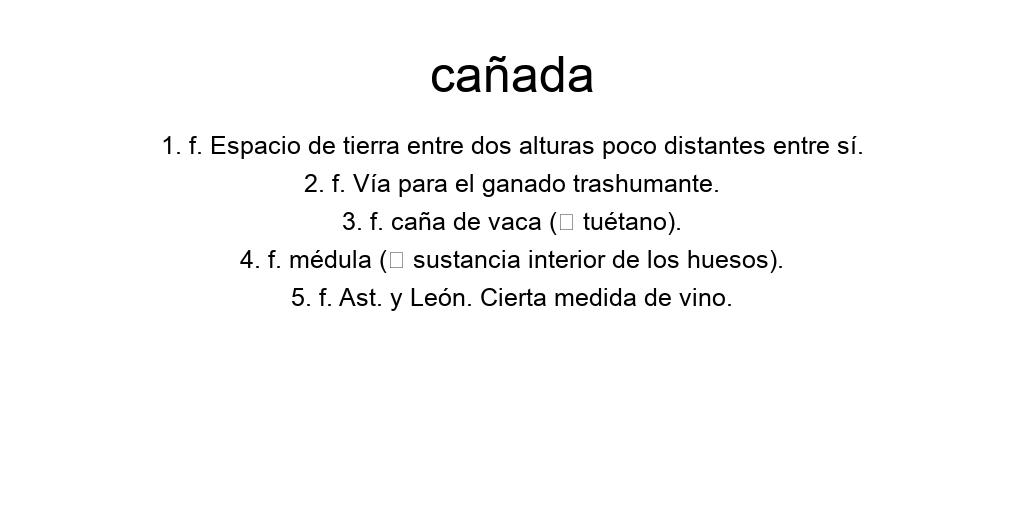 cañada
1. f. Espacio de tierra entre dos alturas poco distantes entre sí.
2. f. Vía para el ganado trashumante.
3. f. caña de vaca (□ tuétano).
4. f. médula (□ sustancia interior de los huesos).
5. f. Ast. y León. Cierta medida de vino.